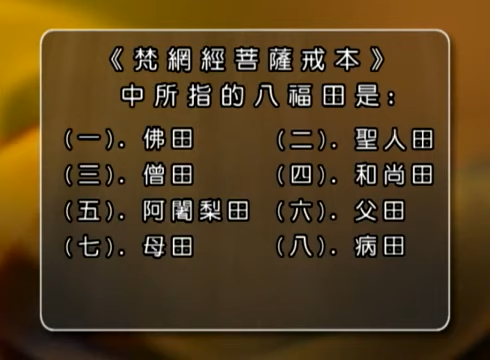 《梵網經菩薩戒本》
中所指的八福田是：
(一). 佛田 (二). 聖人田
(三). 僧田 (四). 和尚田
(五). 阿闍梨田 (六). 父田
(七). 母田 (八). 病田